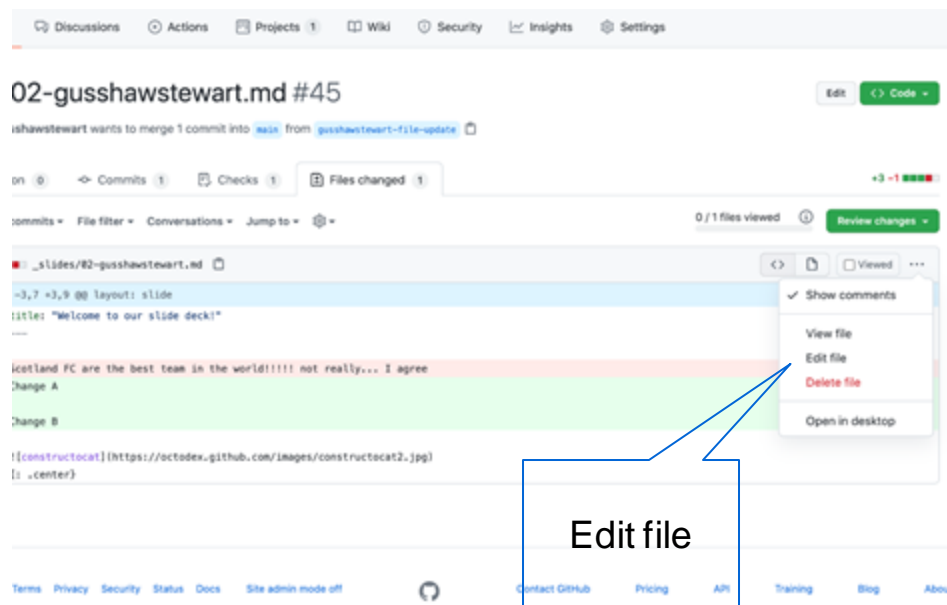 Discussions Actions Projects 1 Wiki Security Insights Settings
02-gusshawstewart.md #45
Edit <> Code
shawstewart wants to merge 1 commit into main from gusshawstewart-file-update
on 0 Commits 1 Checks 1 Files changed 1
+3 −1
commits File filter Conversations Jump to
0 / 1 files viewed
Review changes
_slides/02-gusshawstewart.md
<> Viewed ...
-3,7 +3,9 @@ layout: slide
title: "Welcome to our slide deck!"
---
Scotland FC are the best team in the world!!!!! not really... I agree
Change A
Change B
![constructocat](https://octodex.github.com/images/constructocat2.jpg)
{: .center}
Show comments
View file
Edit file
Delete file
Open in desktop
Edit file
Terms Privacy Security Status Docs Site admin mode off Contact GitHub Pricing API Training Blog Abou